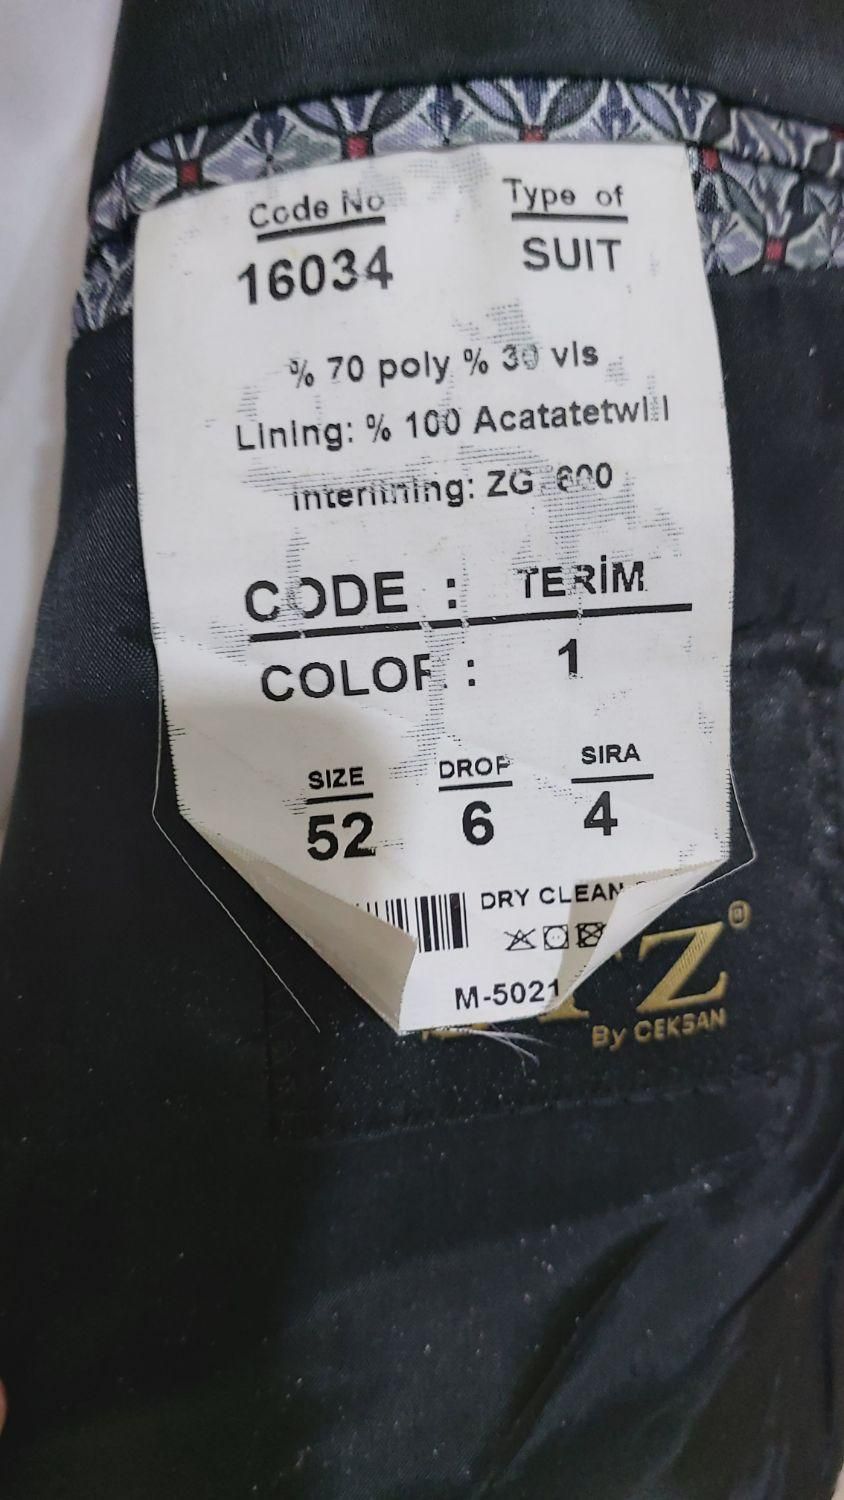 Code No
Type of
16034
SUIT
% 70 poly % 30 vis
Lining: % 100 Acatatetwill
interlining: ZG 600
CODE : TERİM
COLOR : 1
SIZE DROP SIRA
52 6 4
DRY CLEAN
M-5021
Z®
By CEKSAN